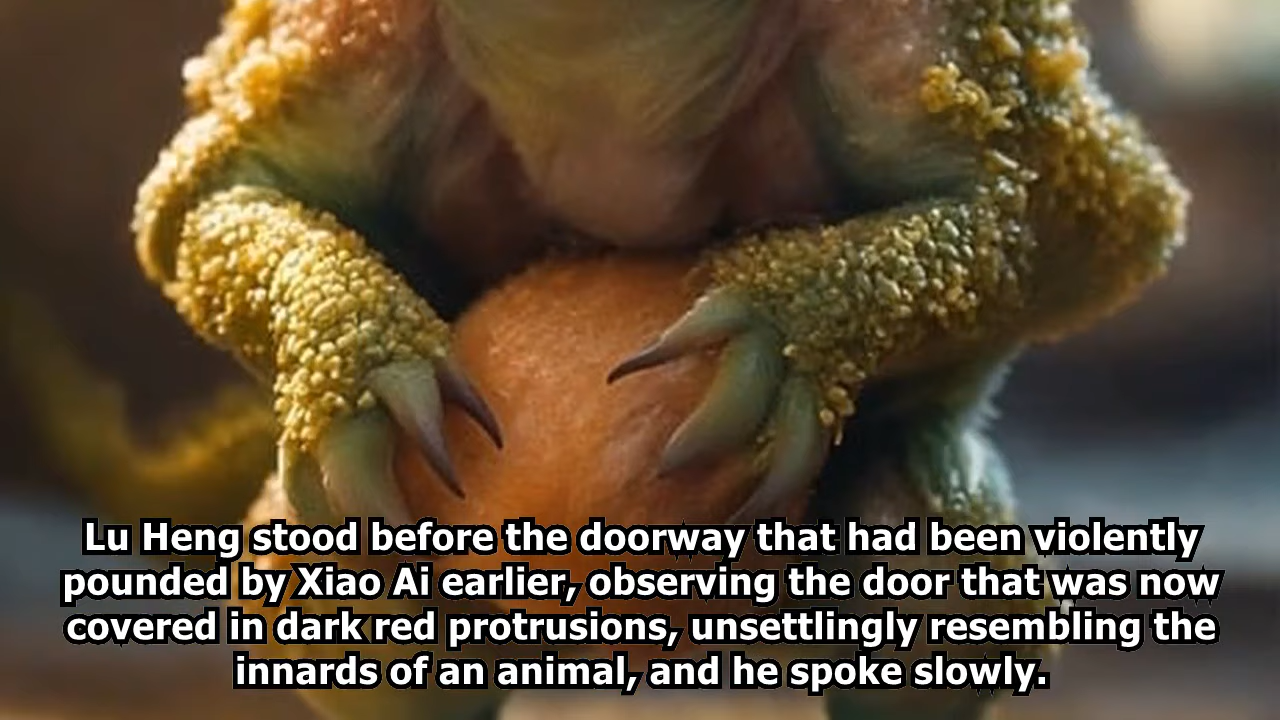 Lu Heng stood before the doorway that had been violently
pounded by Xiao Ai earlier, observing the door that was now
covered in dark red protrusions, unsettlingly resembling the
innards of an animal, and he spoke slowly.